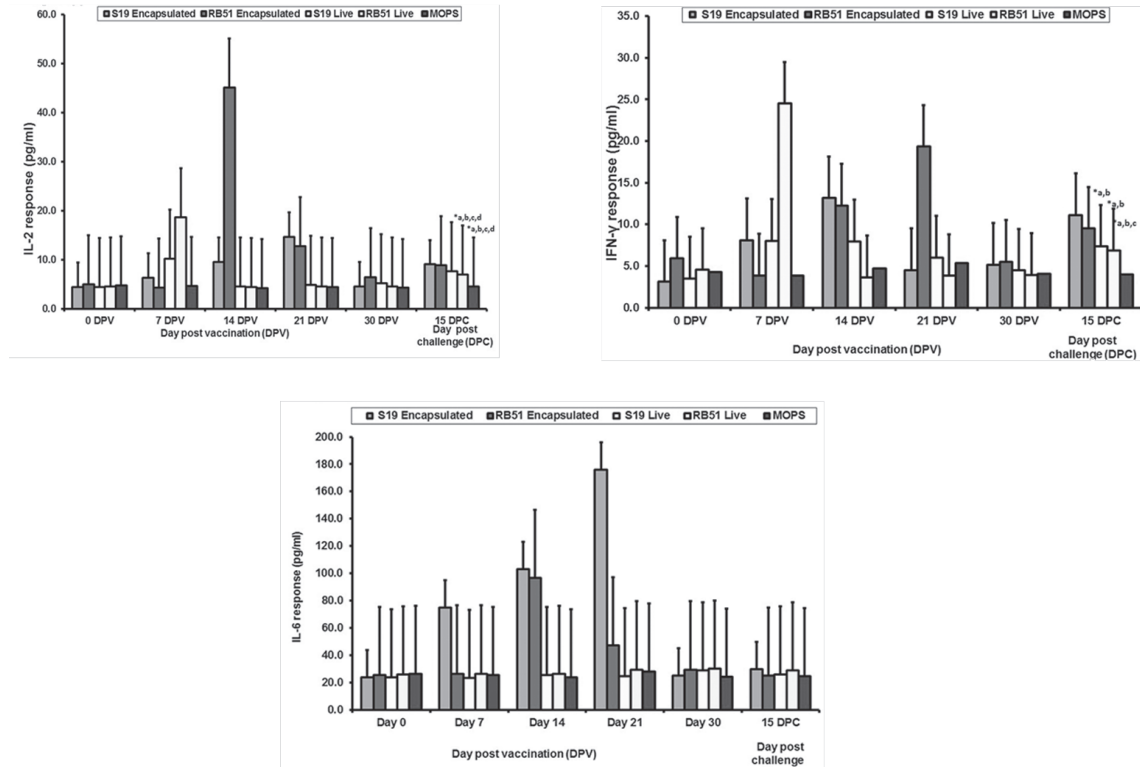 S19 Encapsulated RB51 Encapsulated S19 Live RB51 Live MOPS
60.0
50.0
40.0
30.0
20.0
10.0
0.0
IL-2 response (pg/ml)
*a,b,c,d
*a,b,c,d
0 DPV 7 DPV 14 DPV 21 DPV 30 DPV 15 DPC
Day post vaccination (DPV)
Day post
challenge (DPC)
S19 Encapsulated RB51 Encapsulated S19 Live RB51 Live MOPS
35.0
30.0
25.0
20.0
15.0
10.0
5.0
0.0
IFN-γ response (pg/ml)
*a,b
*a,b
*a,b,c
0 DPV 7 DPV 14 DPV 21 DPV 30 DPV 15 DPC
Day post vaccination (DPV)
Day post
challenge (DPC)
S19 Encapsulated RB51 Encapsulated S19 Live RB51 Live MOPS
200.0
180.0
160.0
140.0
120.0
100.0
80.0
60.0
40.0
20.0
0.0
IL-6 response (pg/ml)
Day 0 Day 7 Day 14 Day 21 Day 30 15 DPC
Day post vaccination (DPV)
Day post
challenge